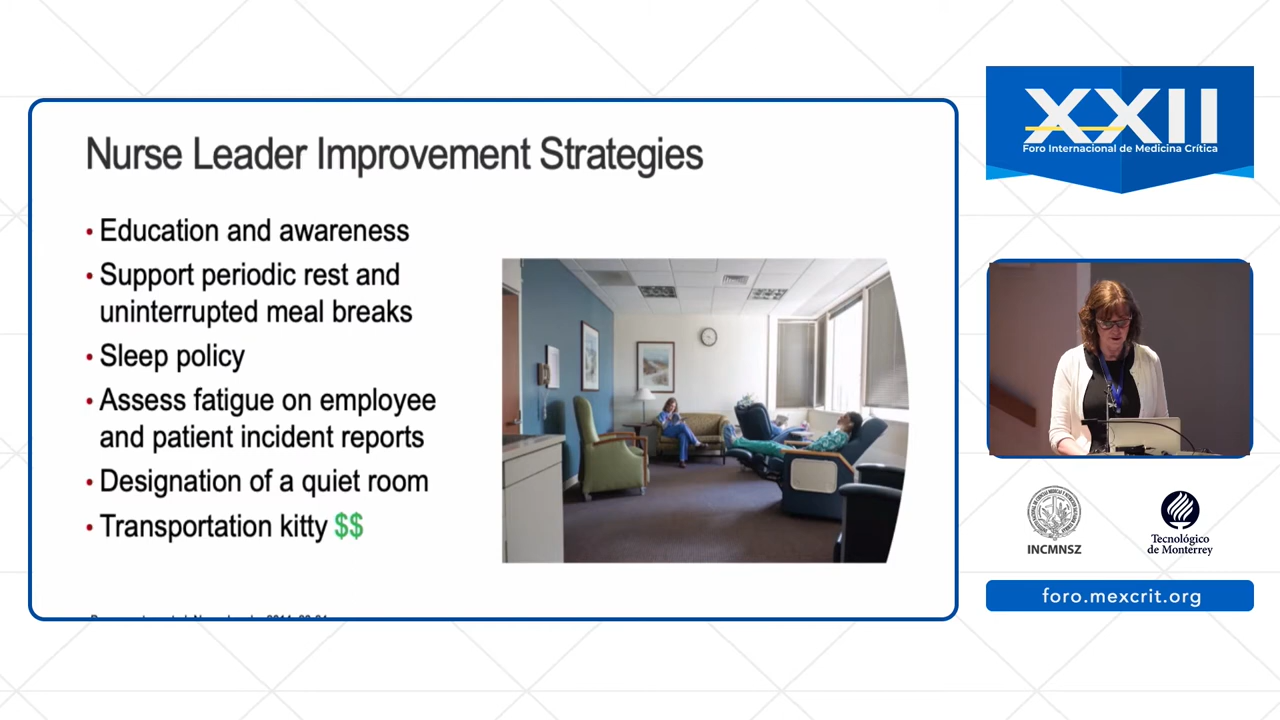 Nurse Leader Improvement Strategies
• Education and awareness
• Support periodic rest and
uninterrupted meal breaks
• Sleep policy
• Assess fatigue on employee
and patient incident reports
• Designation of a quiet room
• Transportation kitty $$
XXII
Foro Internacional de Medicina Crítica
INCMNSZ
Tecnológico
de Monterrey
foro.mexcrit.org